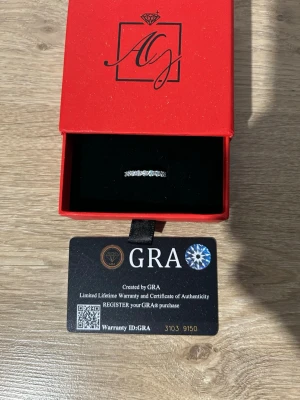 AG
GRA
Created by GRA
Limited Lifetime Warranty and Certificate of Authenticity
REGISTER your GRA® purchase
Warranty ID:GRA 3103 9150